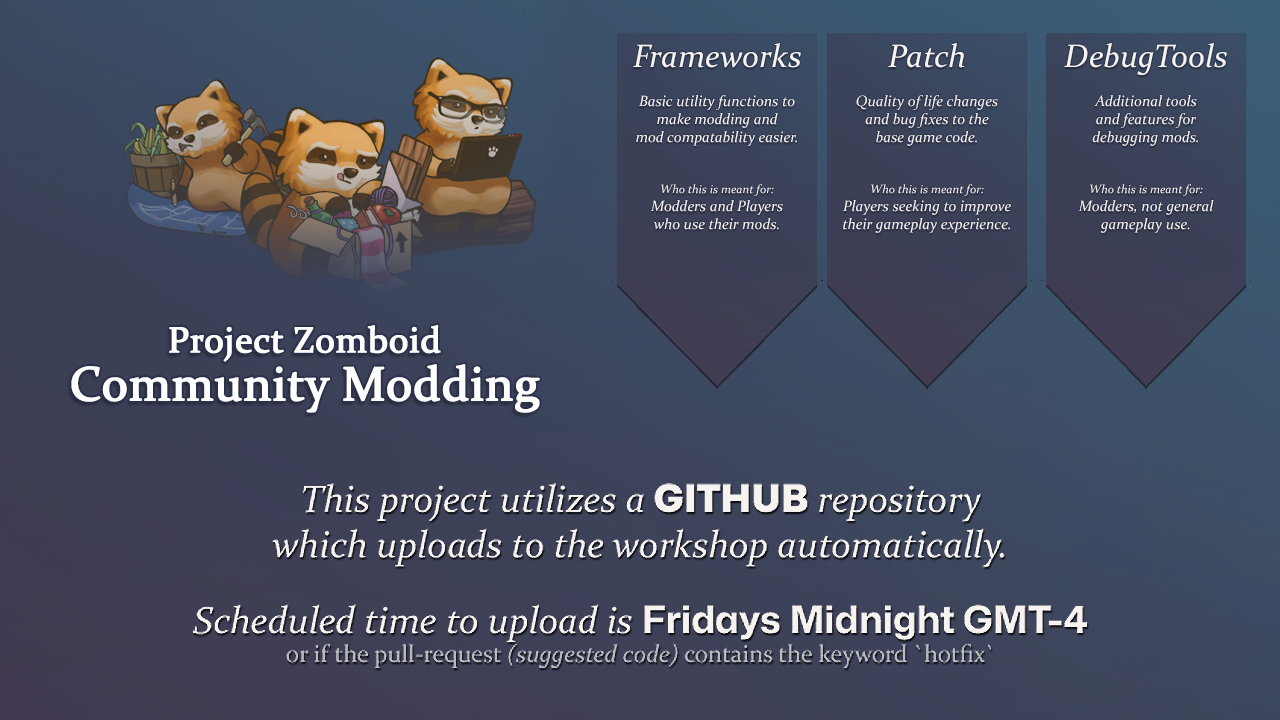 Project Zomboid
Community Modding
Frameworks
Basic utility functions to
make modding and
mod compatability easier.
Who this is meant for:
Modders and Players
who use their mods.
Patch
Quality of life changes
and bug fixes to the
base game code.
Who this is meant for:
Players seeking to improve
their gameplay experience.
DebugTools
Additional tools
and features for
debugging mods.
Who this is meant for:
Modders, not general
gameplay use.
This project utilizes a GITHUB repository
which uploads to the workshop automatically.
Scheduled time to upload is Fridays Midnight GMT-4
or if the pull-request (suggested code) contains the keyword `hotfix`